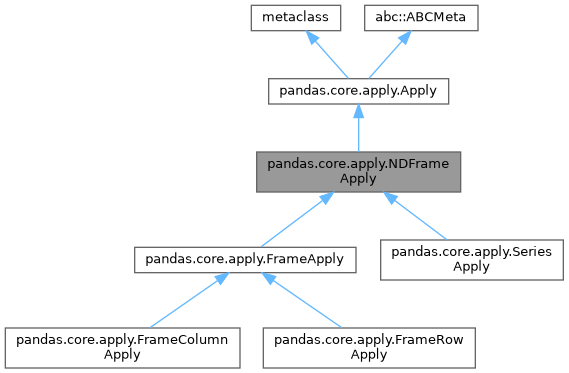 metaclass
abc::ABCMeta
pandas.core.apply.Apply
pandas.core.apply.NDFrame
Apply
pandas.core.apply.FrameApply
pandas.core.apply.Series
Apply
pandas.core.apply.FrameColumn
Apply
pandas.core.apply.FrameRow
Apply